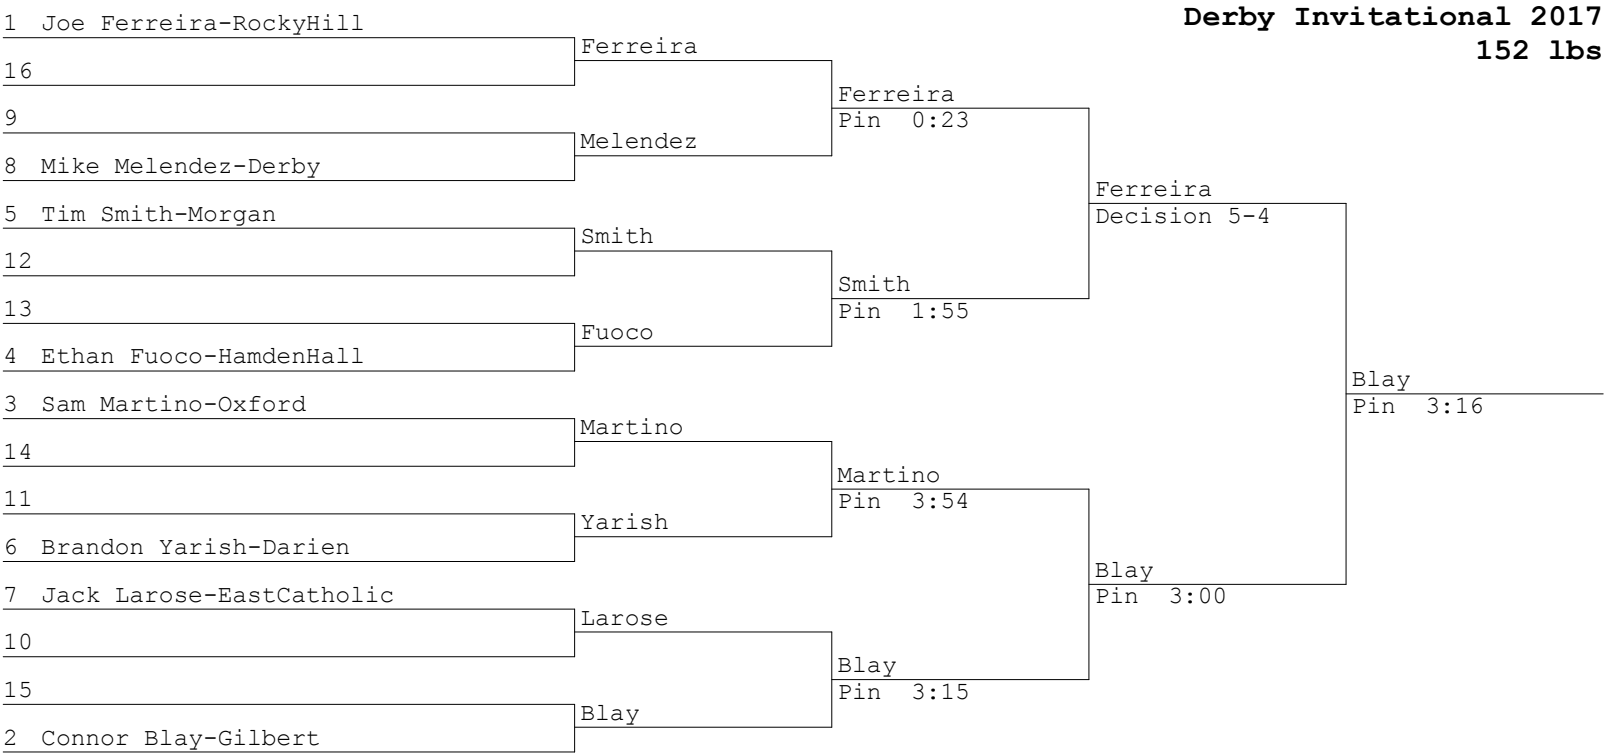 Derby Invitational 2017
152 lbs
1 Joe Ferreira-RockyHill
16
9
8 Mike Melendez-Derby
5 Tim Smith-Morgan
12
13
4 Ethan Fuoco-HamdenHall
3 Sam Martino-Oxford
14
11
6 Brandon Yarish-Darien
7 Jack Larose-EastCatholic
10
15
2 Connor Blay-Gilbert
Ferreira
Melendez
Smith
Fuoco
Martino
Yarish
Larose
Blay
Ferreira
Pin 0:23
Smith
Pin 1:55
Martino
Pin 3:54
Blay
Pin 3:15
Ferreira
Decision 5-4
Blay
Pin 3:00
Blay
Pin 3:16